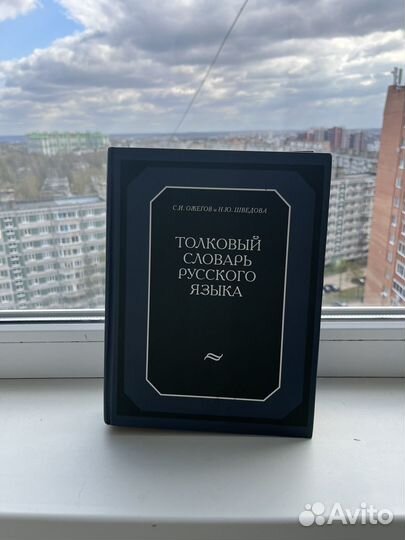 С.И. ОЖЕГОВ и Н.Ю. ШВЕДОВА
ТОЛКОВЫЙ
СЛОВАРЬ
РУССКОГО
ЯЗЫКА
Avito